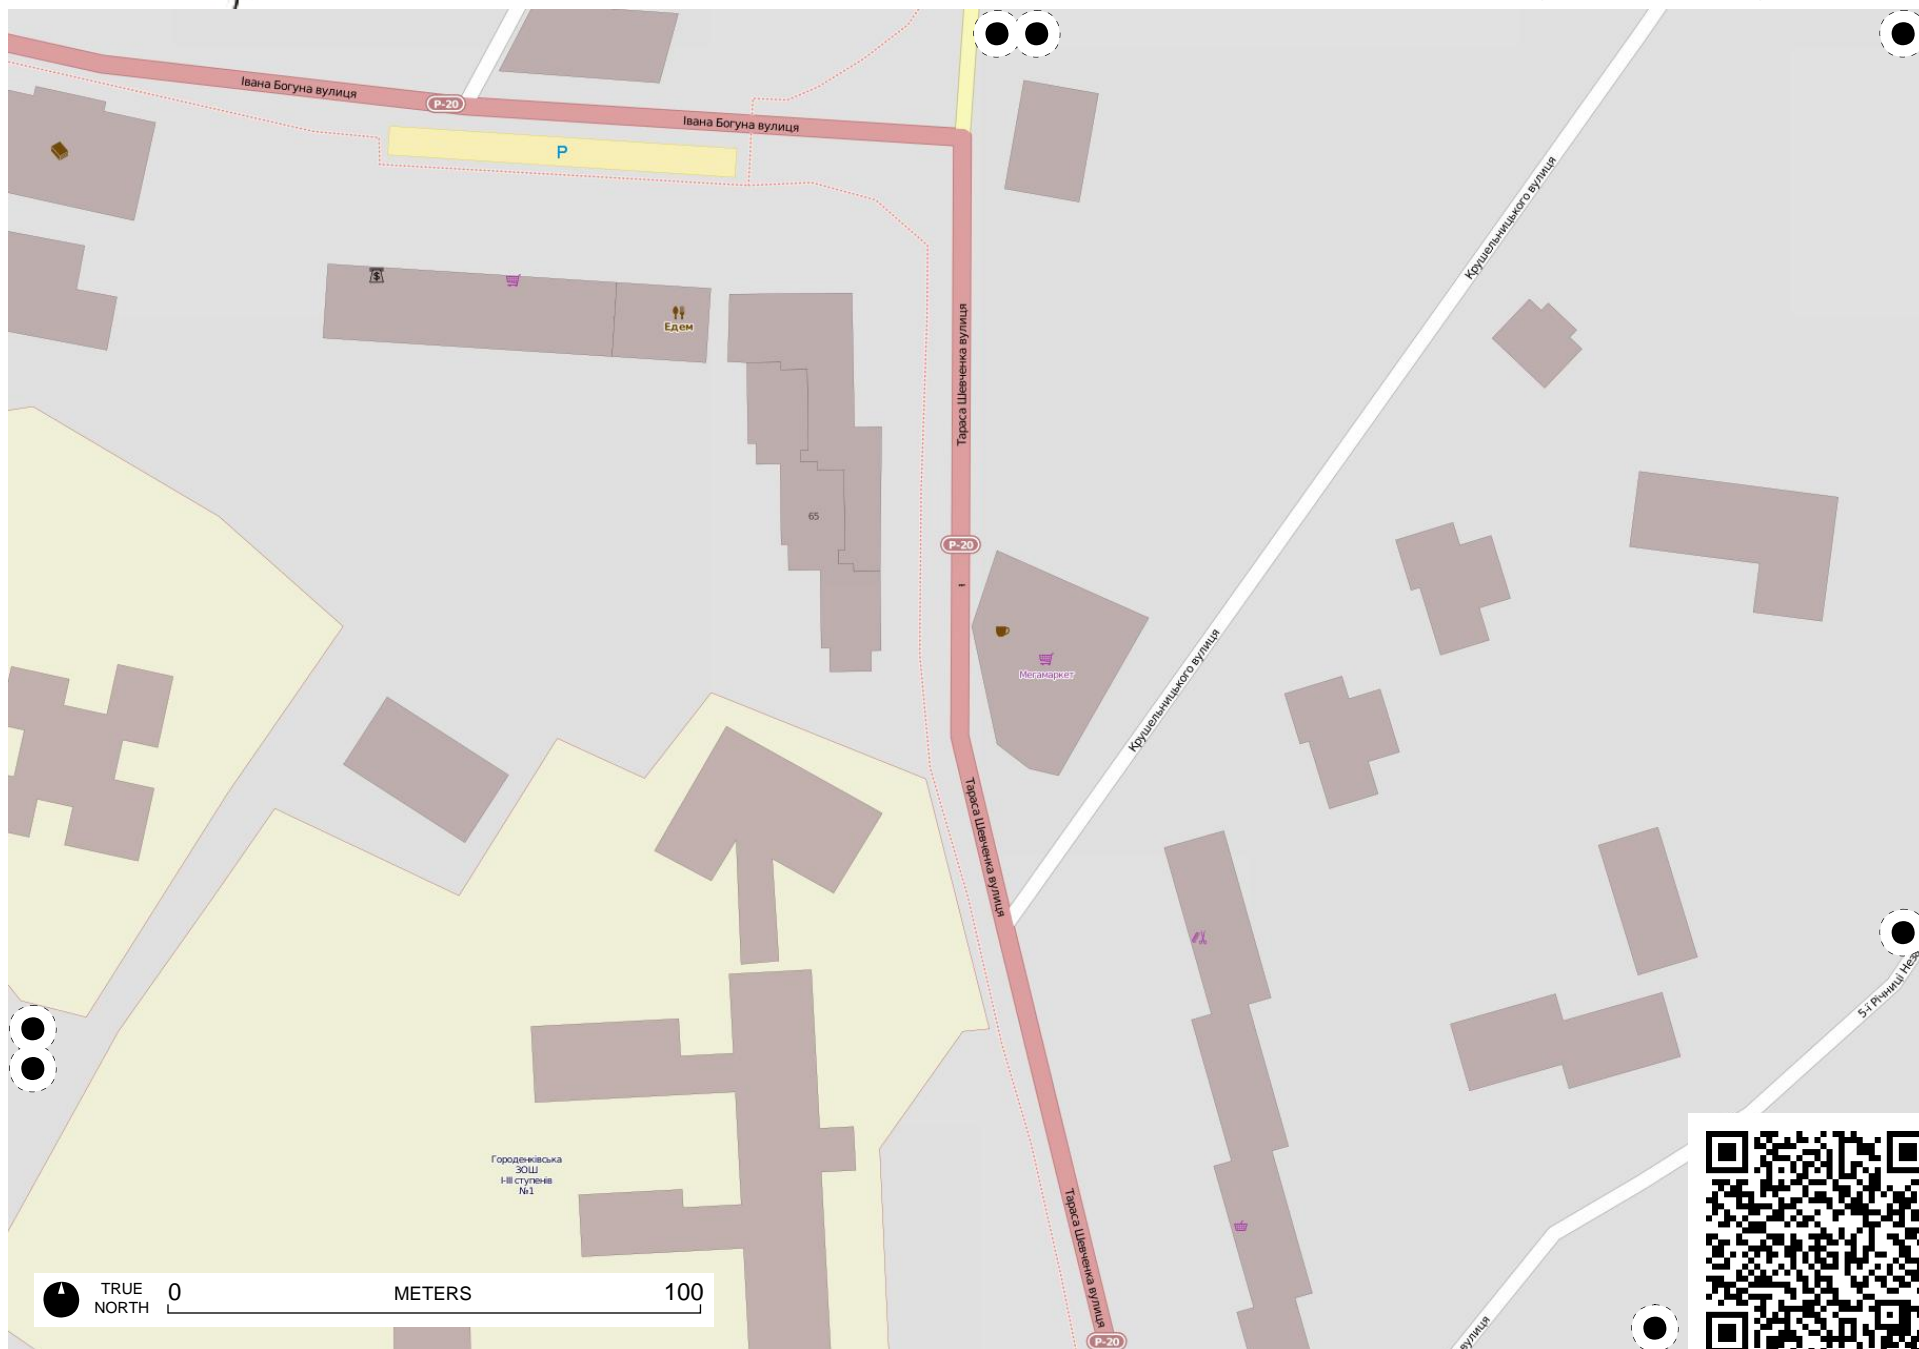 Івана Богуна вулиця
Р-20
Івана Богуна вулиця
P
Крушельницького вулиця
Едем
Тараса Шевченка вулиця
65
Р-20
Мегамаркет
Крушельницького вулиця
Тараса Шевченка вулиця
5-ї Річниці
Городенківська
ЗОШ
І-ІІІ ступенів
№1
Тараса Шевченка вулиця
TRUE
NORTH
0 METERS 100
Р-20
вулиця